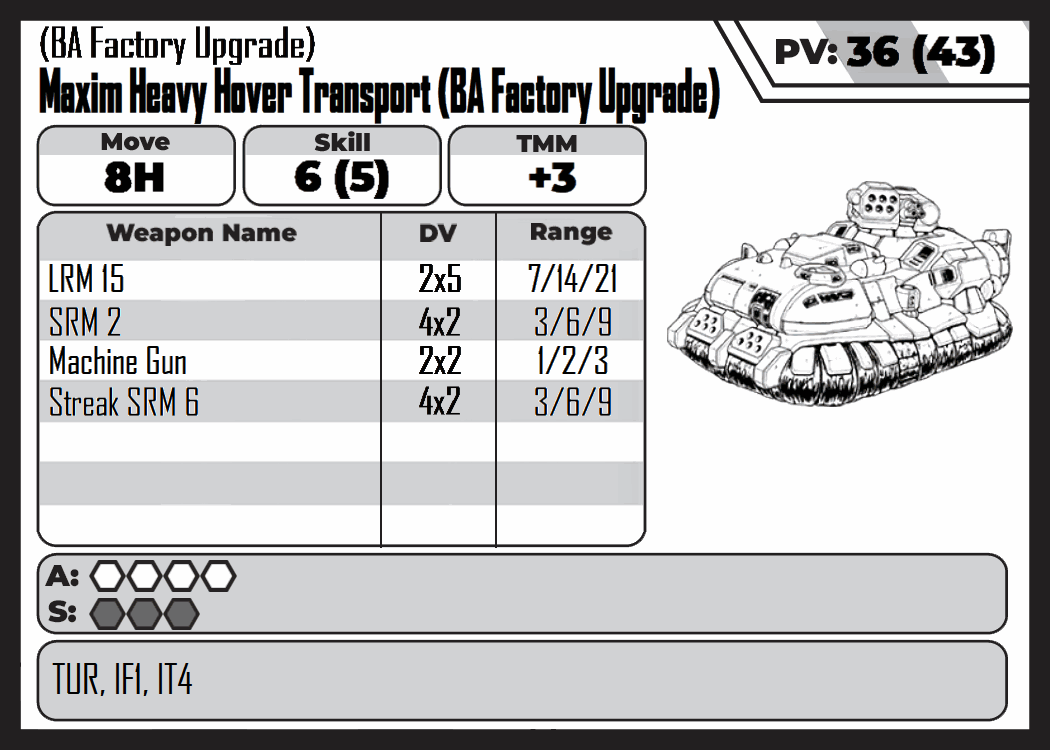 (BA Factory Upgrade)
PV: 36 (43)
Maxim Heavy Hover Transport (BA Factory Upgrade)
Move Skill TMM
8H 6 (5) +3
Weapon Name DV Range
LRM 15 2x5 7/14/21
SRM 2 4x2 3/6/9
Machine Gun 2x2 1/2/3
Streak SRM 6 4x2 3/6/9
A:
S:
TUR, IF1, IT4